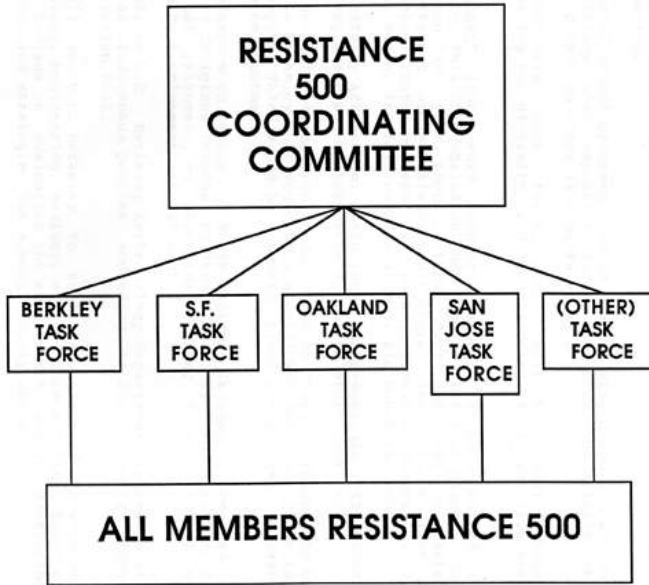 RESISTANCE
500
COORDINATING
COMMITTEE
BERKLEY
TASK
FORCE
S.F.
TASK
FORCE
OAKLAND
TASK
FORCE
SAN
JOSE
TASK
FORCE
(OTHER)
TASK
FORCE
ALL MEMBERS RESISTANCE 500